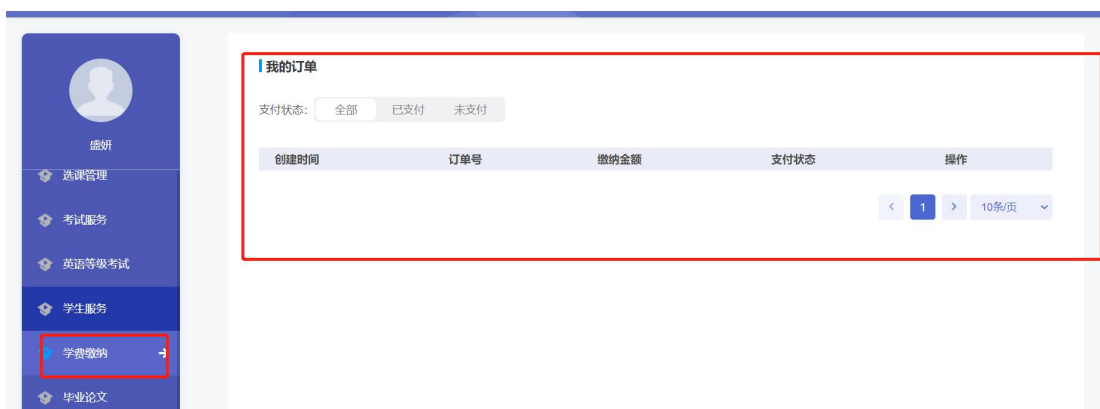 盛妍
选课管理
考试服务
英语等级考试
学生服务
学费缴纳
毕业论文
我的订单
支付状态: 全部 已支付 未支付
创建时间 订单号 缴纳金额 支付状态 操作
1 10条/页